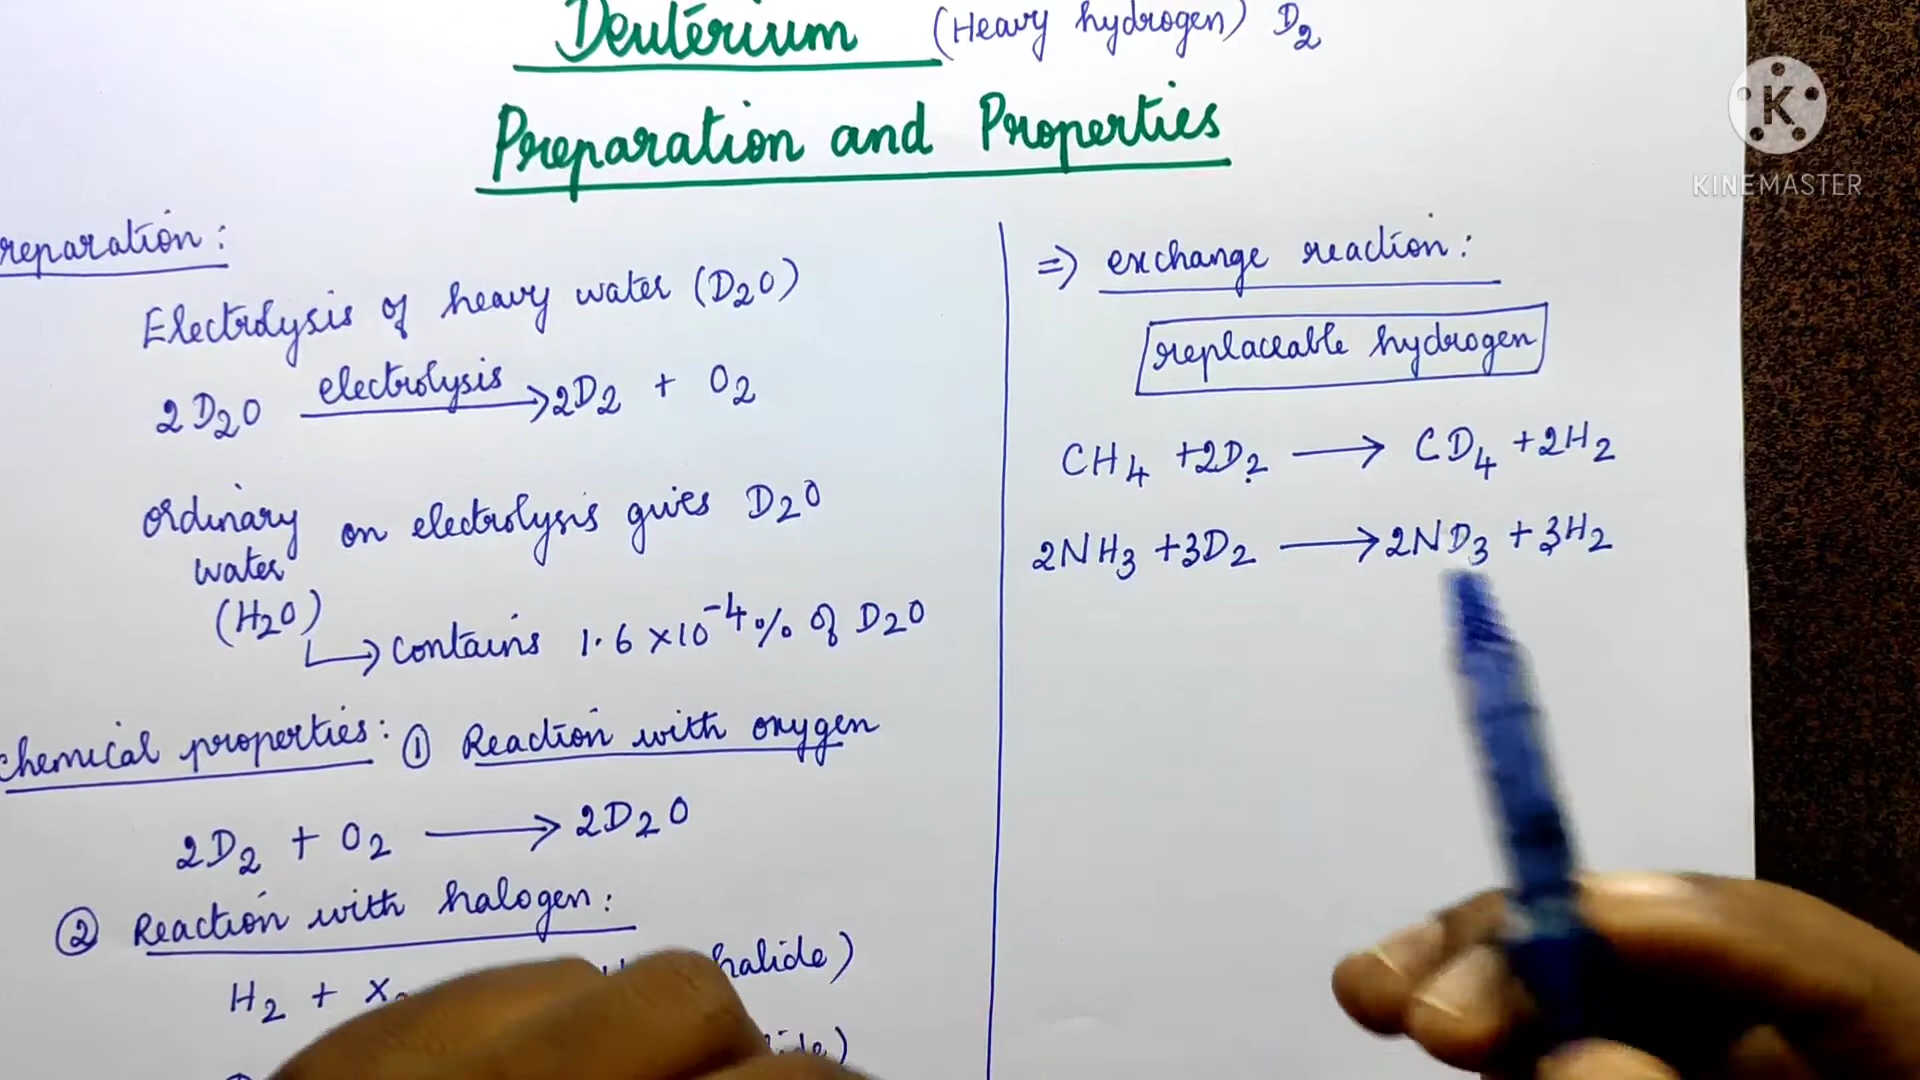 Deuterium (Heavy hydrogen) D2
Preparation and Properties
KINEMASTER
reparation:
Electrolysis of heavy water (D2O)
2D2O electrolysis → 2D2 + O2
Ordinary water (H2O) on electrolysis gives D2O
↳ contains 1.6 × 10⁻⁴ % of D2O
chemical properties: ① Reaction with oxygen
2D2 + O2 → 2D2O
② Reaction with halogen:
H2 + X2 halide)
ide)
⇒ exchange reaction:
replaceable hydrogen
CH4 + 2D2 → CD4 + 2H2
2NH3 + 3D2 → 2ND3 + 3H2